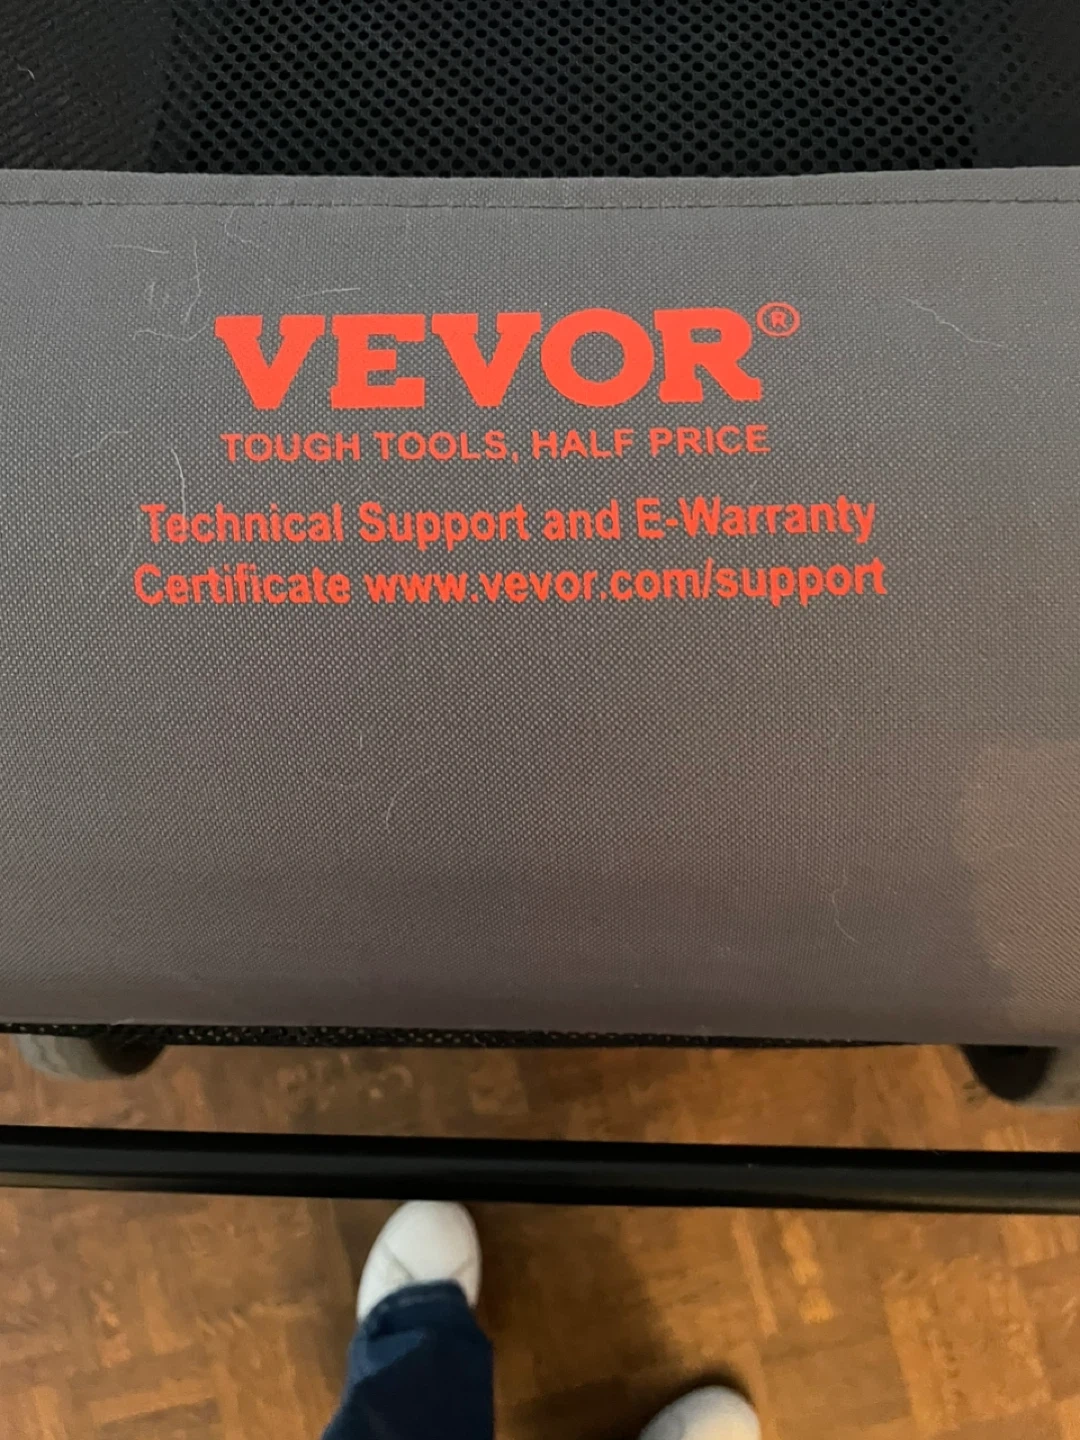 VEVOR®
TOUGH TOOLS, HALF PRICE
Technical Support and E-Warranty
Certificate www.vevor.com/support